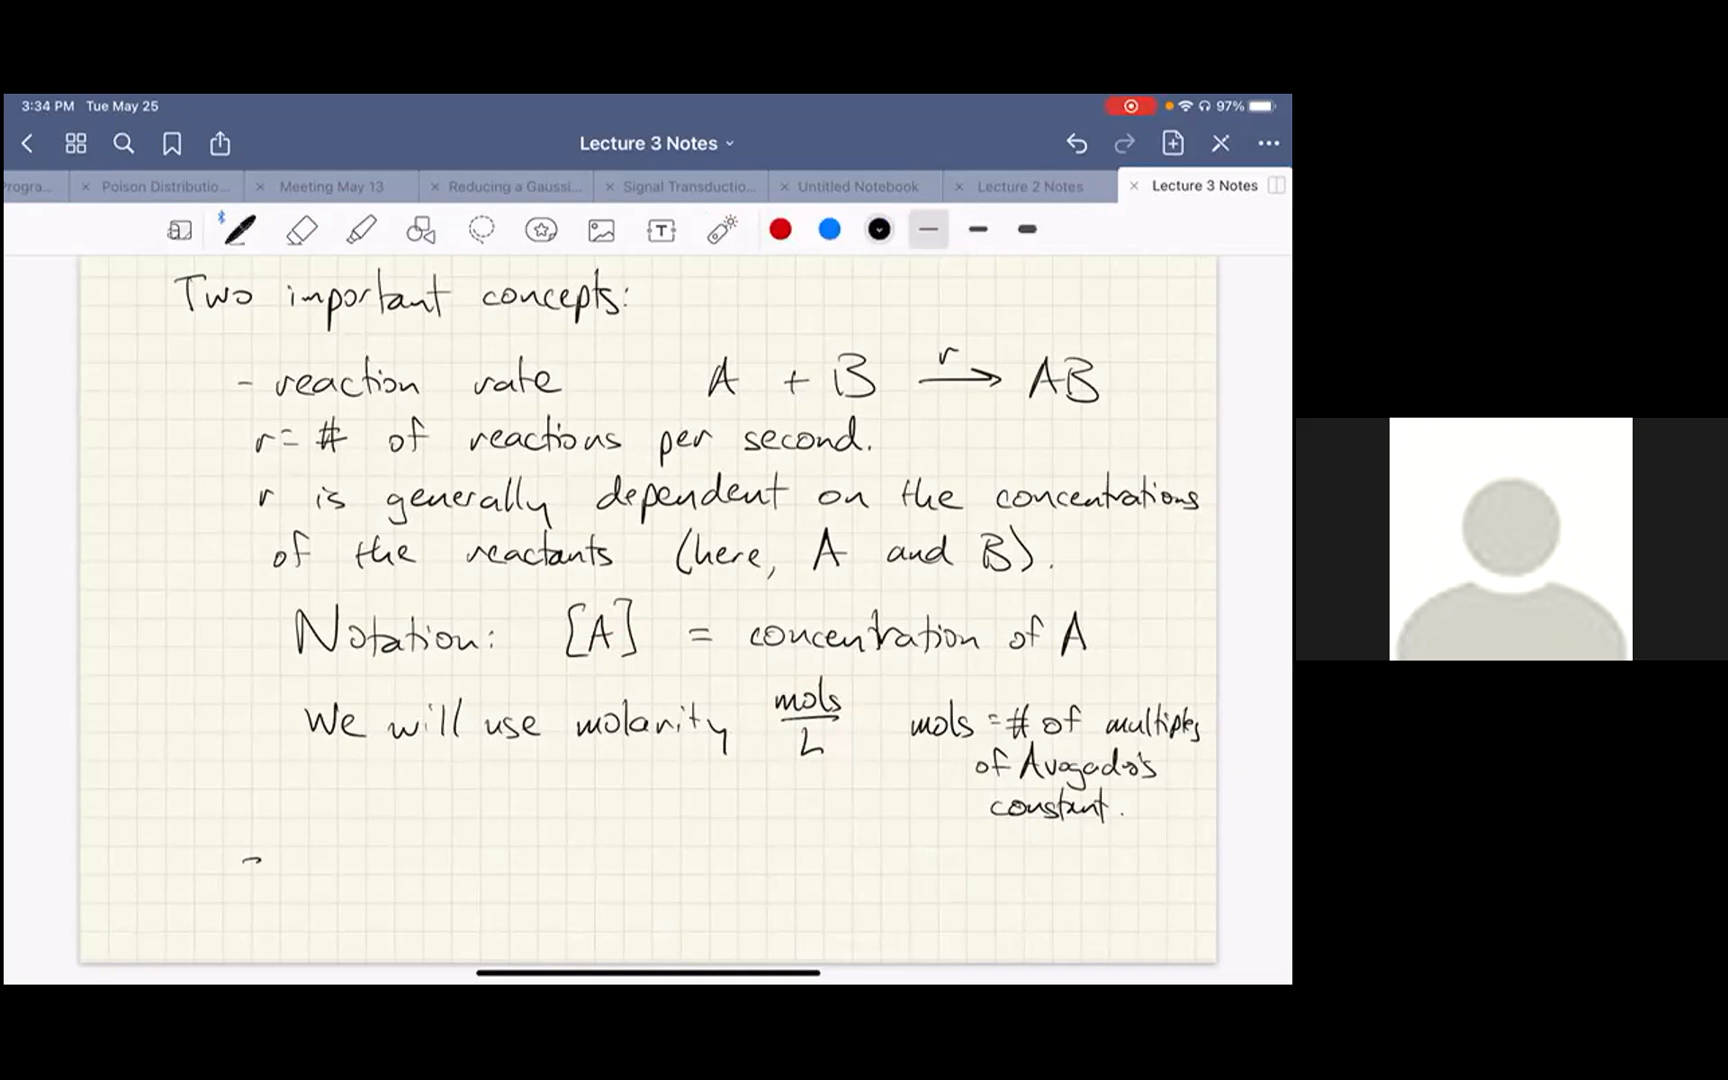 3:34 PM Tue May 25
97%
Lecture 3 Notes
Progra...
Poison Distributio...
Meeting May 13
Reducing a Gaussi...
Signal Transductio...
Untitled Notebook
Lecture 2 Notes
Lecture 3 Notes
T
Two important concepts:
- reaction rate A + B r → AB
r = # of reactions per second.
r is generally dependent on the concentrations
of the reactants (here, A and B).
Notation: [A] = concentration of A
We will use molarity mols/L mols = # of multiples
of Avogadro's
constant.